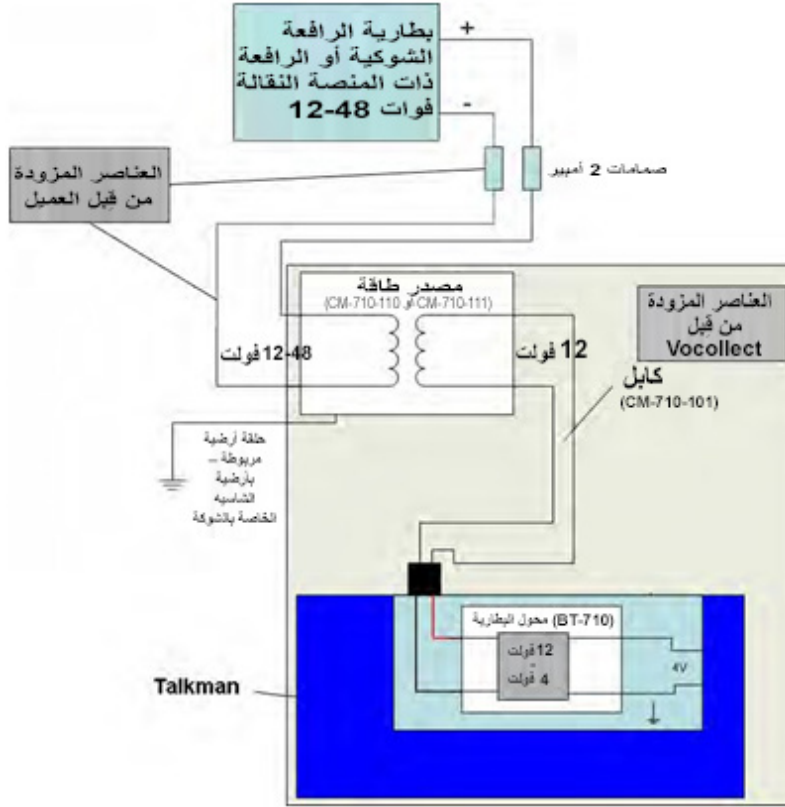 بطارية الرافعة
الشوكية أو الرافعة
ذات المنصة النقالة
فوات 48-12
+
-
صمامات 2 أمبير
العناصر المزودة
من قِبل العميل
مصدر طاقة
(CM-710-110 أو CM-710-111)
12-48 فولت
12 فولت
العناصر المزودة
من قِبل
Vocollect
كابل
(CM-710-101)
حلقة أرضية
مربوطة –
بأرضية
الشاسيه
الخاصة بالشوكة
محول البطارية (BT-710)
12 فولت
-
4 فولت
4V
Talkman